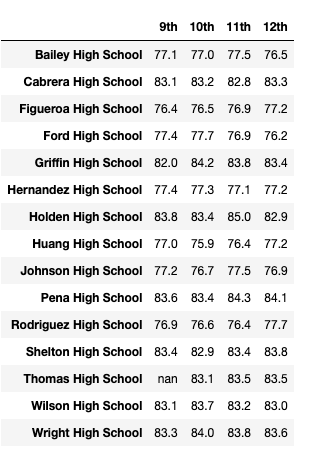 9th 10th 11th 12th
Bailey High School 77.1 77.0 77.5 76.5
Cabrera High School 83.1 83.2 82.8 83.3
Figueroa High School 76.4 76.5 76.9 77.2
Ford High School 77.4 77.7 76.9 76.2
Griffin High School 82.0 84.2 83.8 83.4
Hernandez High School 77.4 77.3 77.1 77.2
Holden High School 83.8 83.4 85.0 82.9
Huang High School 77.0 75.9 76.4 77.2
Johnson High School 77.2 76.7 77.5 76.9
Pena High School 83.6 83.4 84.3 84.1
Rodriguez High School 76.9 76.6 76.4 77.7
Shelton High School 83.4 82.9 83.4 83.8
Thomas High School nan 83.1 83.5 83.5
Wilson High School 83.1 83.7 83.2 83.0
Wright High School 83.3 84.0 83.8 83.6